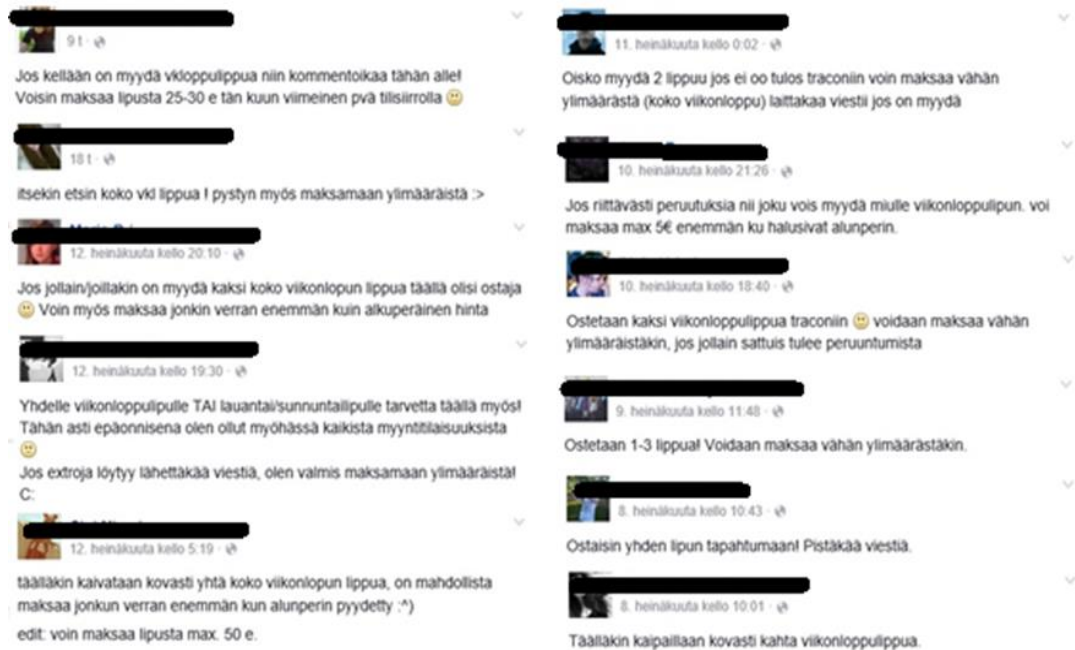 9 t ·
Jos kellään on myydä vkloppulippua niin kommentoikaa tähän alle!
Voisin maksaa lipusta 25-30 e tän kuun viimeinen pvä tilisiirrolla
18 t ·
itsekin etsin koko vkl lippua ! pystyn myös maksamaan ylimääräistä :>
12. heinäkuuta kello 20:10 ·
Jos jollain/joillakin on myydä kaksi koko viikonlopun lippua täällä olisi ostaja
Voin myös maksaa jonkin verran enemmän kuin alkuperäinen hinta
12. heinäkuuta kello 19:30 ·
Yhdelle viikonloppulipulle TAI lauantai/sunnuntailipulle tarvetta täällä myös!
Tähän asti epäonnisena olen ollut myöhässä kaikista myyntitilaisuuksista
Jos extroja löytyy lähettäkää viestiä, olen valmis maksamaan ylimääräistä!
C:
12. heinäkuuta kello 5:19 ·
täälläkin kaivataan kovasti yhtä koko viikonlopun lippua, on mahdollista
maksaa jonkun verran enemmän kun alunperin pyydetty :^)
edit: voin maksaa lipusta max. 50 e.
11. heinäkuuta kello 0:02 ·
Oisko myydä 2 lippuu jos ei oo tulos traconiin voin maksaa vähän
ylimäärästä (koko viikonloppu) laittakaa viestii jos on myydä
10. heinäkuuta kello 21:26 ·
Jos riittävästi peruutuksia nii joku vois myydä miulle viikonloppulipun. voi
maksaa max 5€ enemmän ku halusivat alunperin.
10. heinäkuuta kello 18:40 ·
Ostetaan kaksi viikonloppulippua traconiin voidaan maksaa vähän
ylimääräistäkin, jos jollain sattuis tulee peruuntumista
9. heinäkuuta kello 11:48 ·
Ostetaan 1-3 lippua! Voidaan maksaa vähän ylimäärästäkin.
8. heinäkuuta kello 10:43 ·
Ostaisin yhden lipun tapahtumaan! Pistäkää viestiä.
8. heinäkuuta kello 10:01 ·
Täälläkin kaipaillaan kovasti kahta viikonloppulippua.